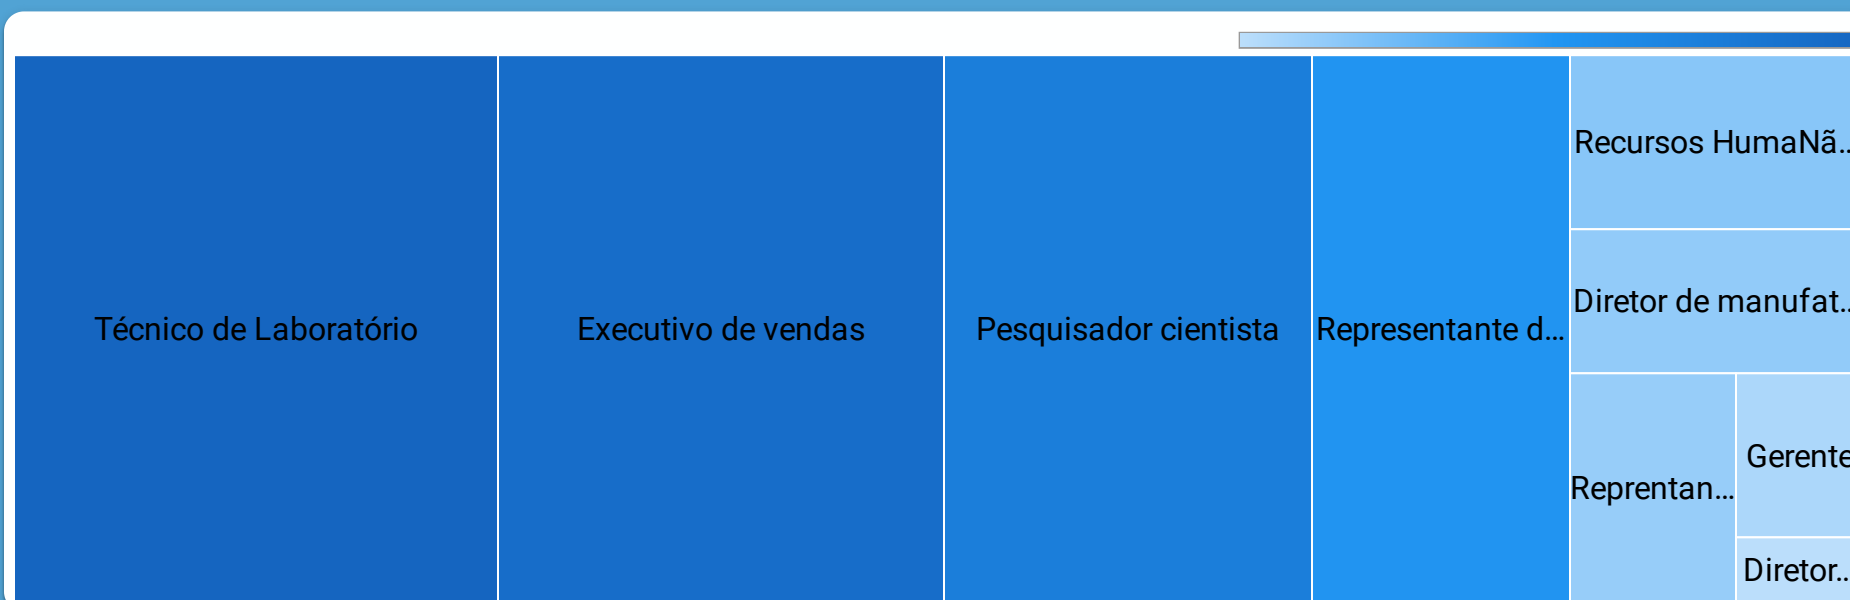 Técnico de Laboratório
Executivo de vendas
Pesquisador cientista
Representante d...
Recursos HumaNã..
Diretor de manufat..
Reprentan...
Gerente
Diretor..